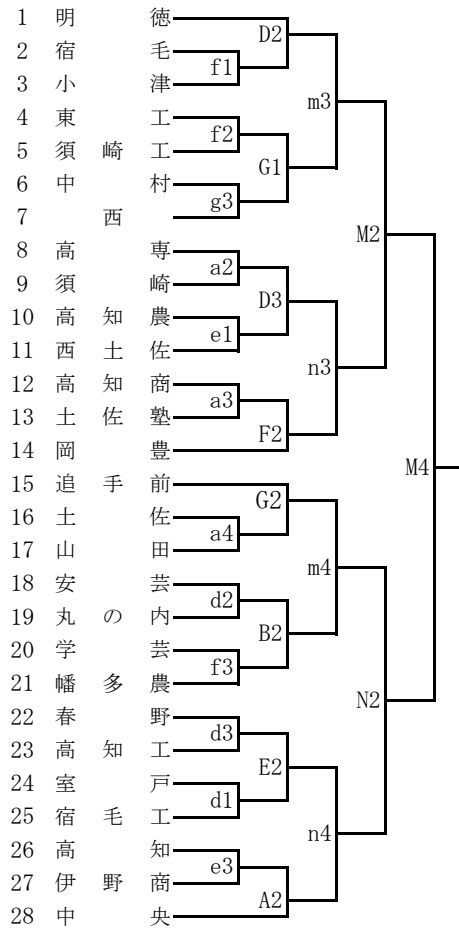 1 明徳
D2
2 宿毛
f1
3 小津
m3
4 東工
f2
5 須崎工
G1
6 中村
g3
7 西
M2
8 高専
a2
9 須崎
D3
10 高知農
e1
11 西土佐
n3
12 高知商
a3
13 土佐塾
F2
14 岡豊
M4
15 追手前
G2
16 土佐
a4
17 山田
m4
18 安芸
d2
19 丸の内
B2
20 学芸
f3
21 幡多農
N2
22 春野
d3
23 高知工
E2
24 室戸
d1
25 宿毛工
n4
26 高知
e3
27 伊野商
A2
28 中央